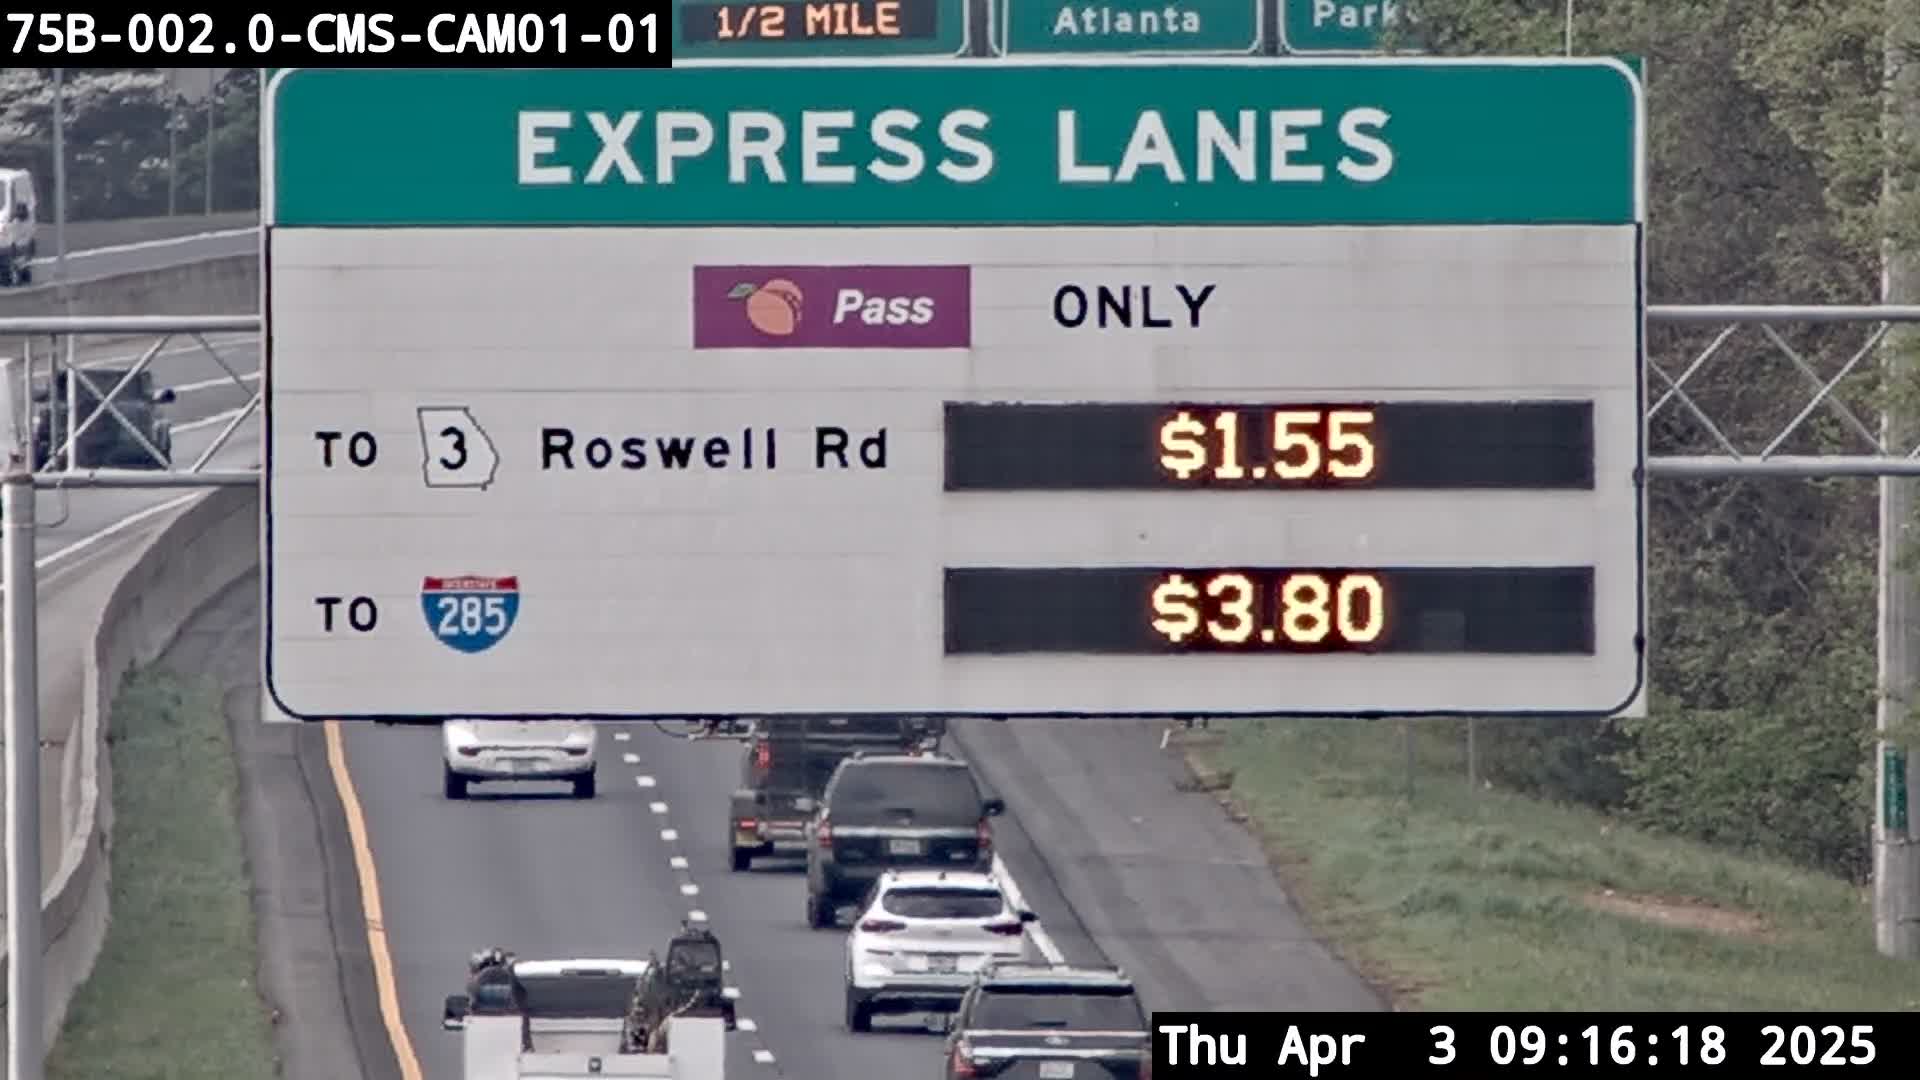 75B-002.0-CMS-CAM01-01
1/2 MILE
Atlanta
EXPRESS LANES
Pass ONLY
TO 3 Roswell Rd $1.55
TO INTERSTATE 285 $3.80
Thu Apr 3 09:16:18 2025